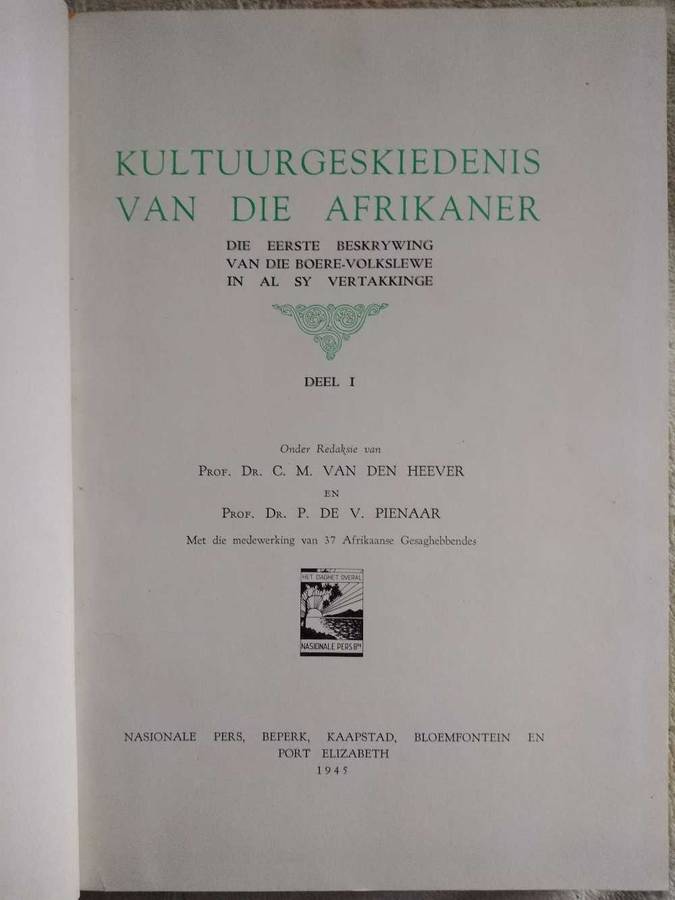 KULTUURGESKIEDENIS
VAN DIE AFRIKANER
DIE EERSTE BESKRYWING
VAN DIE BOERE-VOLKSLEWE
IN AL SY VERTAKKINGE
DEEL I
Onder Redaksie van
PROF. DR. C. M. VAN DEN HEEVER
EN
PROF. DR. P. DE V. PIENAAR
Met die medewerking van 37 Afrikaanse Gesaghebbendes
HET DAGHET OVERAL
NASIONALE PERS BPK
NASIONALE PERS, BEPERK, KAAPSTAD, BLOEMFONTEIN EN
PORT ELIZABETH
1945